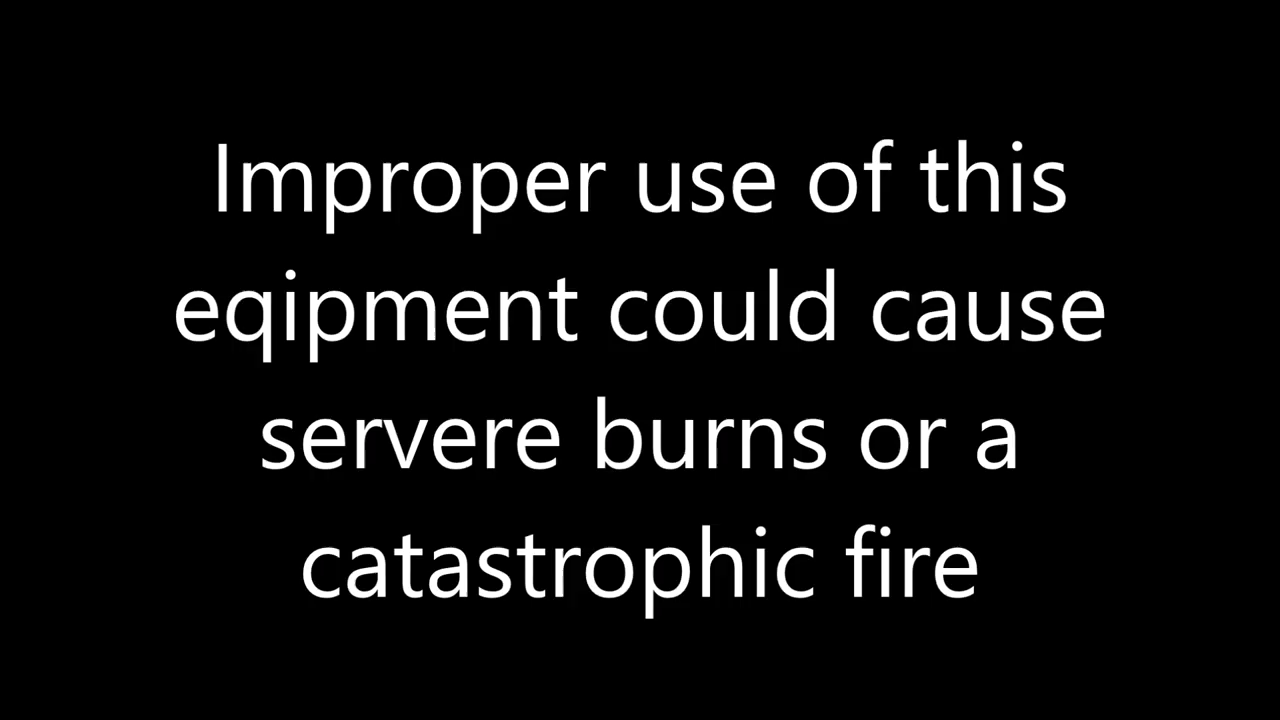 Improper use of this
eqipment could cause
servere burns or a
catastrophic fire